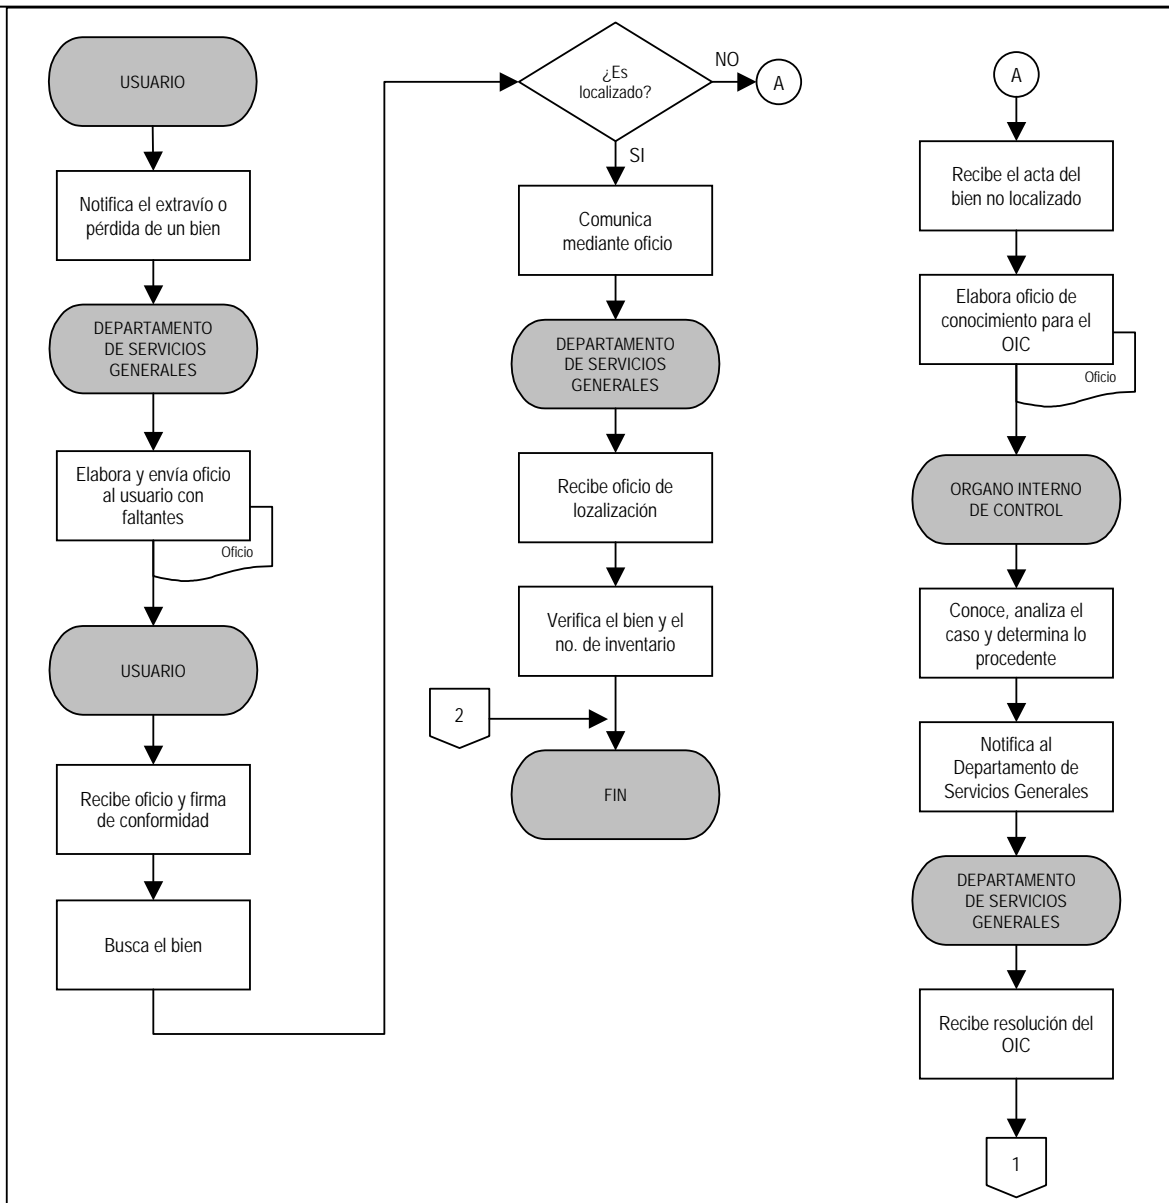 USUARIO
Notifica el extravío o
pérdida de un bien
DEPARTAMENTO
DE SERVICIOS
GENERALES
Elabora y envía oficio
al usuario con
faltantes
Oficio
USUARIO
Recibe oficio y firma
de conformidad
Busca el bien
¿Es
localizado?
NO
A
SI
Comunica
mediante oficio
DEPARTAMENTO
DE SERVICIOS
GENERALES
Recibe oficio de
lozalización
Verifica el bien y el
no. de inventario
2
FIN
A
Recibe el acta del
bien no localizado
Elabora oficio de
conocimiento para el
OIC
Oficio
ORGANO INTERNO
DE CONTROL
Conoce, analiza el
caso y determina lo
procedente
Notifica al
Departamento de
Servicios Generales
DEPARTAMENTO
DE SERVICIOS
GENERALES
Recibe resolución del
OIC
1